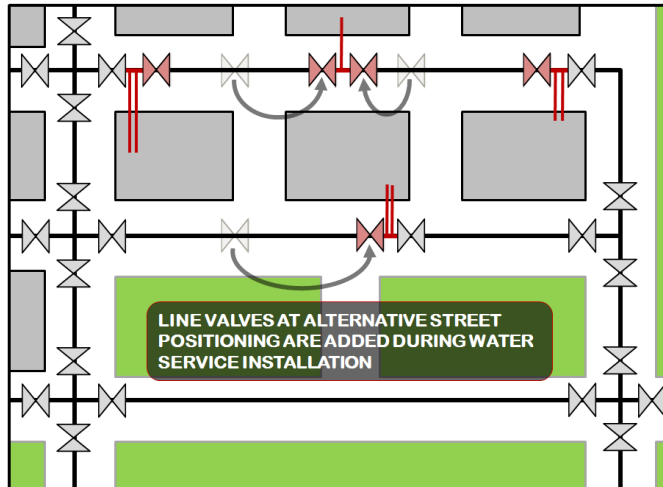 LINE VALVES AT ALTERNATIVE STREET
POSITIONING ARE ADDED DURING WATER
SERVICE INSTALLATION